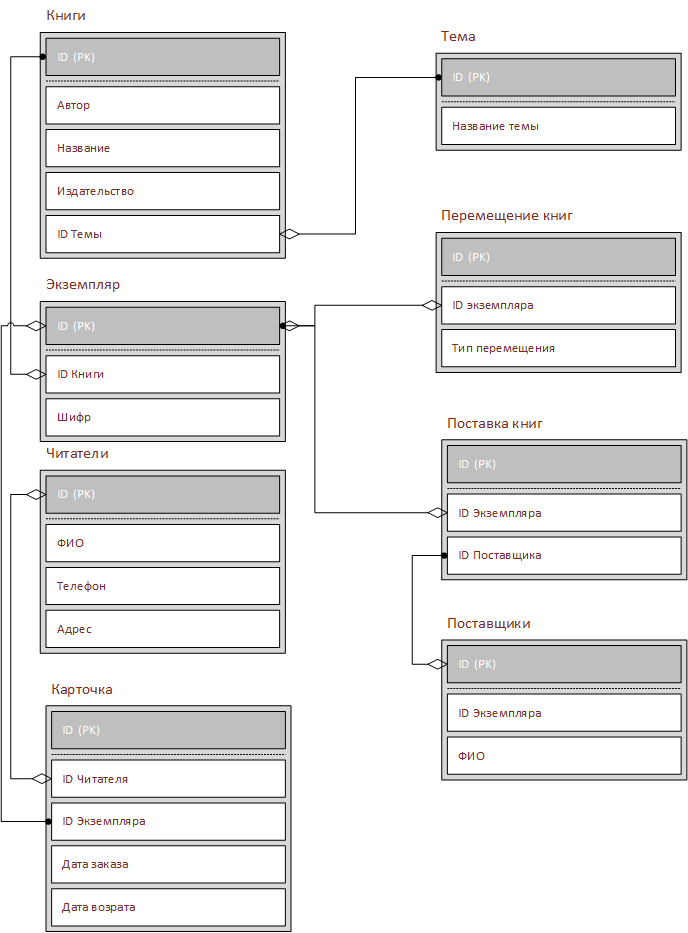 Книги
ID (PK)
Автор
Название
Издательство
ID Темы
Экземпляр
ID (PK)
ID Книги
Шифр
Читатели
ID (PK)
ФИО
Телефон
Адрес
Карточка
ID (PK)
ID Читателя
ID Экземпляра
Дата заказа
Дата возрата
Тема
ID (PK)
Название темы
Перемещение книг
ID (PK)
ID экземпляра
Тип перемещения
Поставка книг
ID (PK)
ID Экземпляра
ID Поставщика
Поставщики
ID (PK)
ID Экземпляра
ФИО